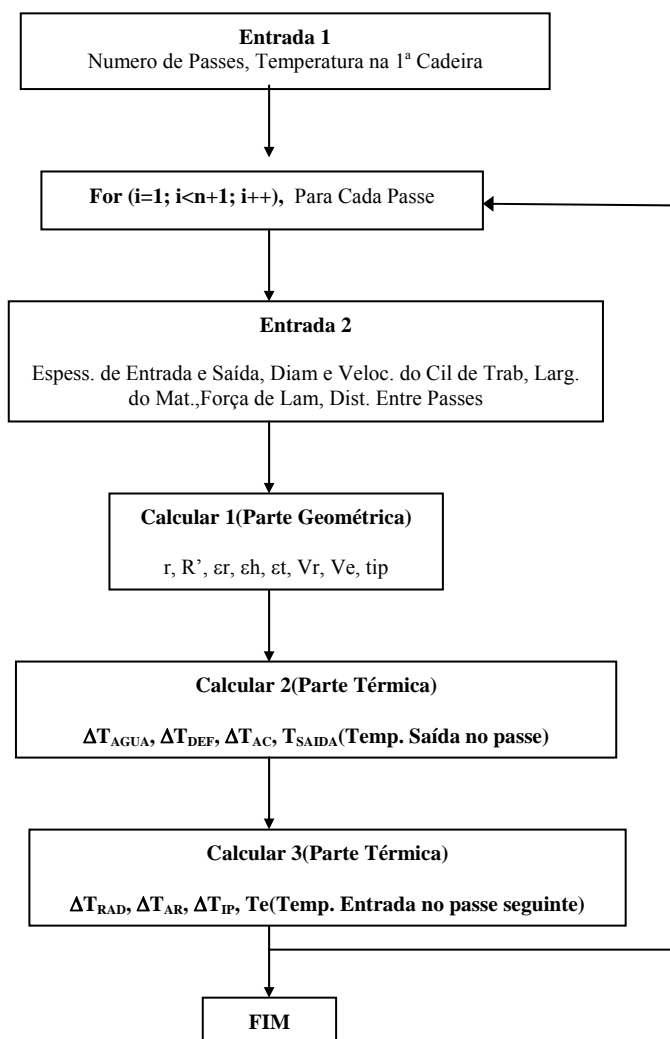 Entrada 1
Numero de Passes, Temperatura na 1ª Cadeira
For (i=1; i<n+1; i++), Para Cada Passe
Entrada 2
Espess. de Entrada e Saída, Diam e Veloc. do Cil de Trab, Larg.
do Mat.,Força de Lam, Dist. Entre Passes
Calcular 1(Parte Geométrica)
r, R’, εr, εh, εt, Vr, Ve, tip
Calcular 2(Parte Térmica)
ΔTAGUA, ΔTDEF, ΔTAC, TSAIDA(Temp. Saída no passe)
Calcular 3(Parte Térmica)
ΔTRAD, ΔTAR, ΔTIP, Te(Temp. Entrada no passe seguinte)
FIM